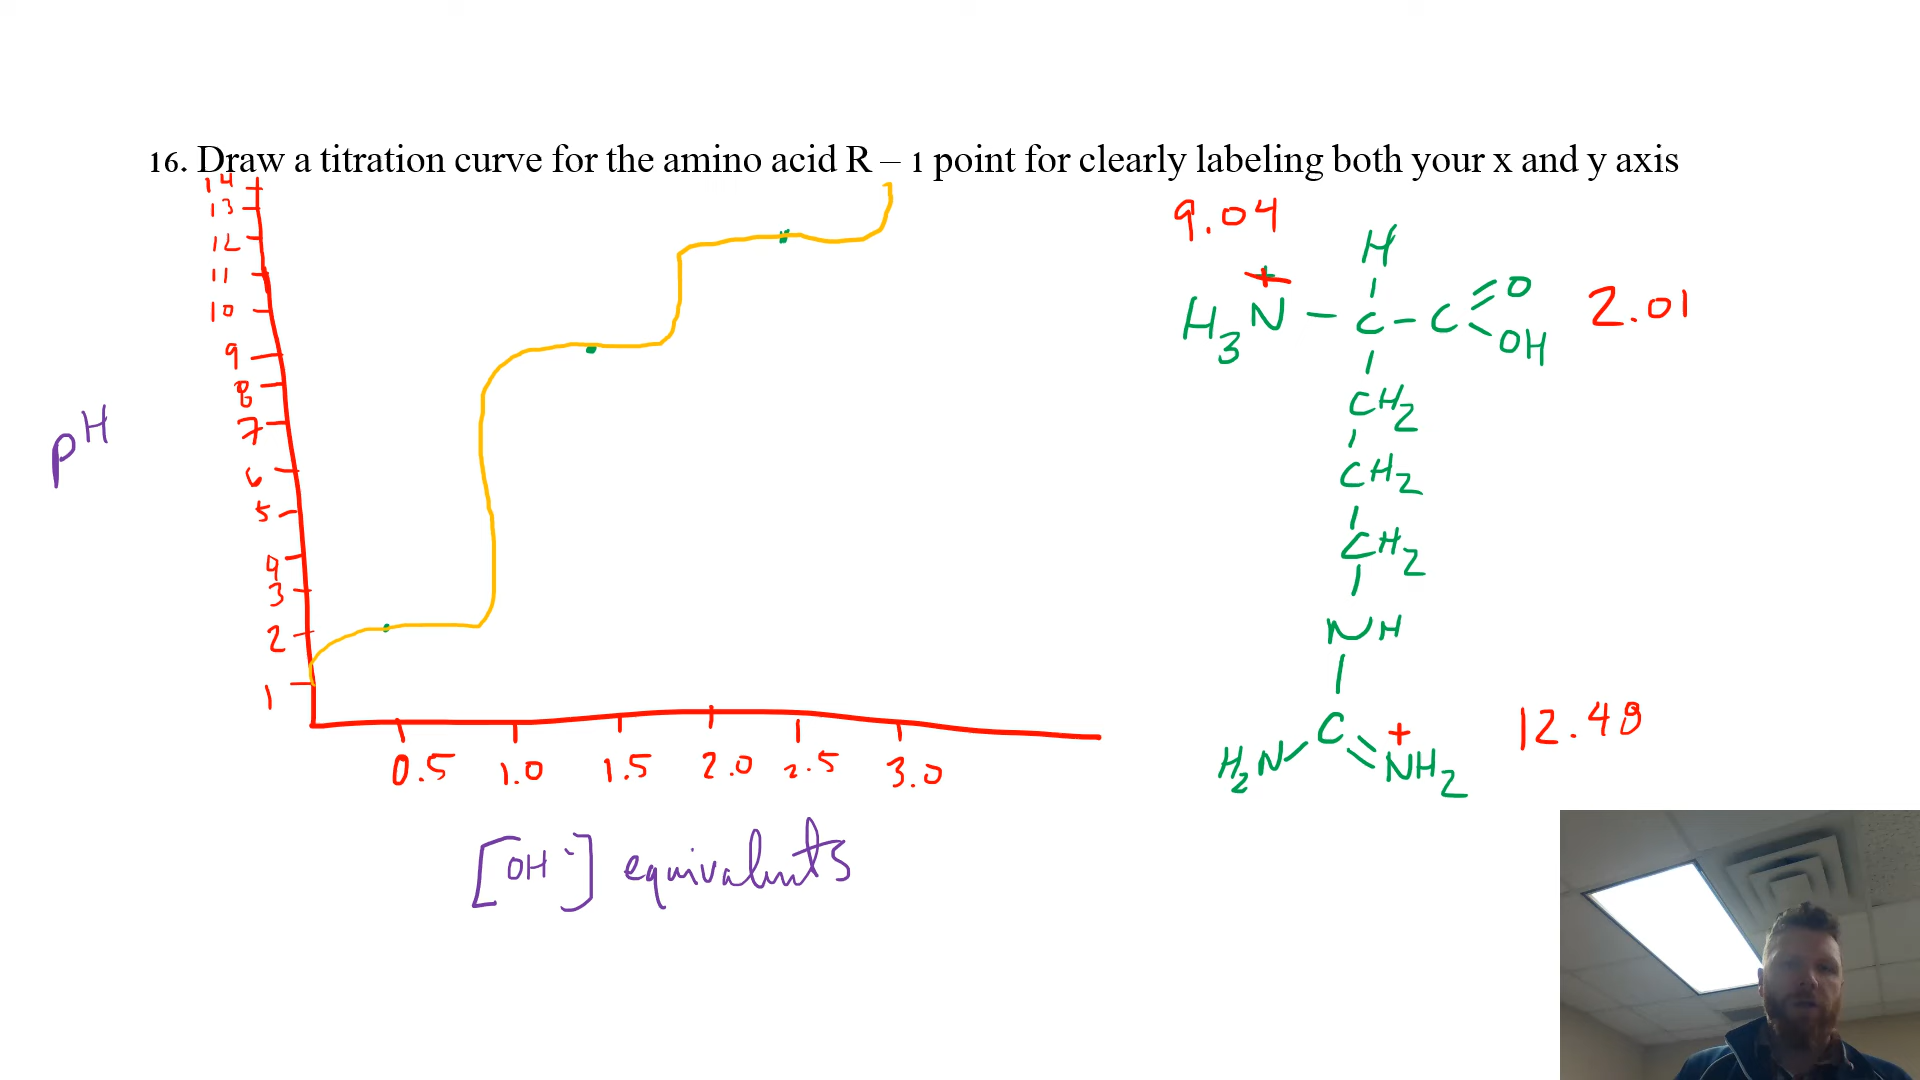 16. Draw a titration curve for the amino acid R – 1 point for clearly labeling both your x and y axis
14
13
12
11
10
9
8
7
6
5
4
3
2
1
pH
0.5 1.0 1.5 2.0 2.5 3.0
[OH-] equivalents
9.04
H
+
H3N - C - C = O
OH
2.01
CH2
CH2
CH2
NH
C
+
H2N
NH2
12.48